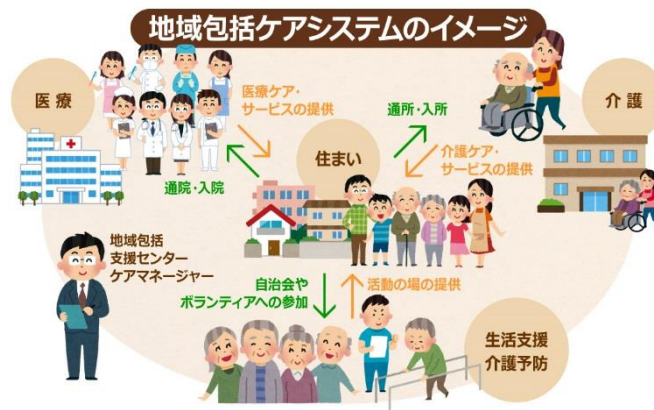 地域包括ケアシステムのイメージ
医療
医療ケア・
サービスの提供
通院・入院
住まい
通所・入所
介護ケア・
サービスの提供
介護
地域包括
支援センター
ケアマネージャー
自治会や
ボランティアへの参加
活動の場の提供
生活支援
介護予防